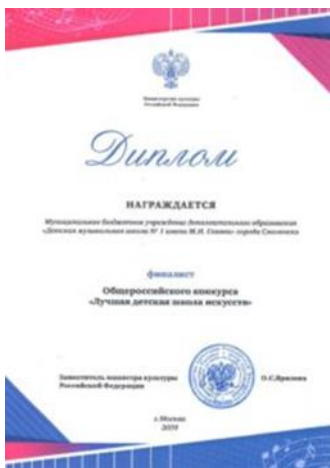 Министерство культуры
Российской Федерации
Диплом
НАГРАЖДАЕТСЯ
Муниципальное бюджетное учреждение дополнительного образования
«Детская музыкальная школа № 1 имени М.И. Глинки» города Смоленска
финалист
Общероссийского конкурса
«Лучшая детская школа искусств»
Заместитель министра культуры
Российской Федерации
О.С.Ярилова
г.Москва